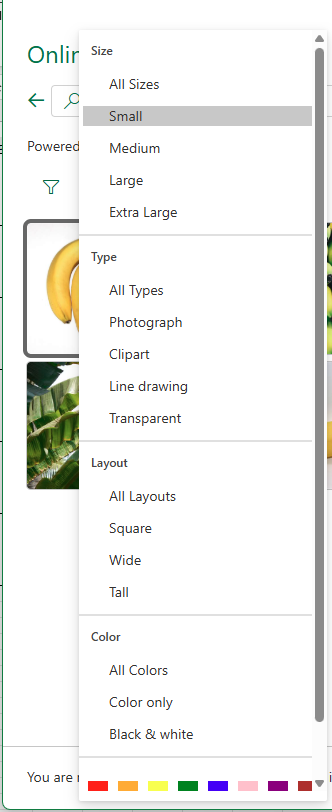 Size
Onlin
All Sizes
Small
Medium
Powered
Large
Extra Large
Type
All Types
Photograph
Clipart
Line drawing
Transparent
Layout
All Layouts
Square
Wide
Tall
Color
All Colors
Color only
Black & white
You are